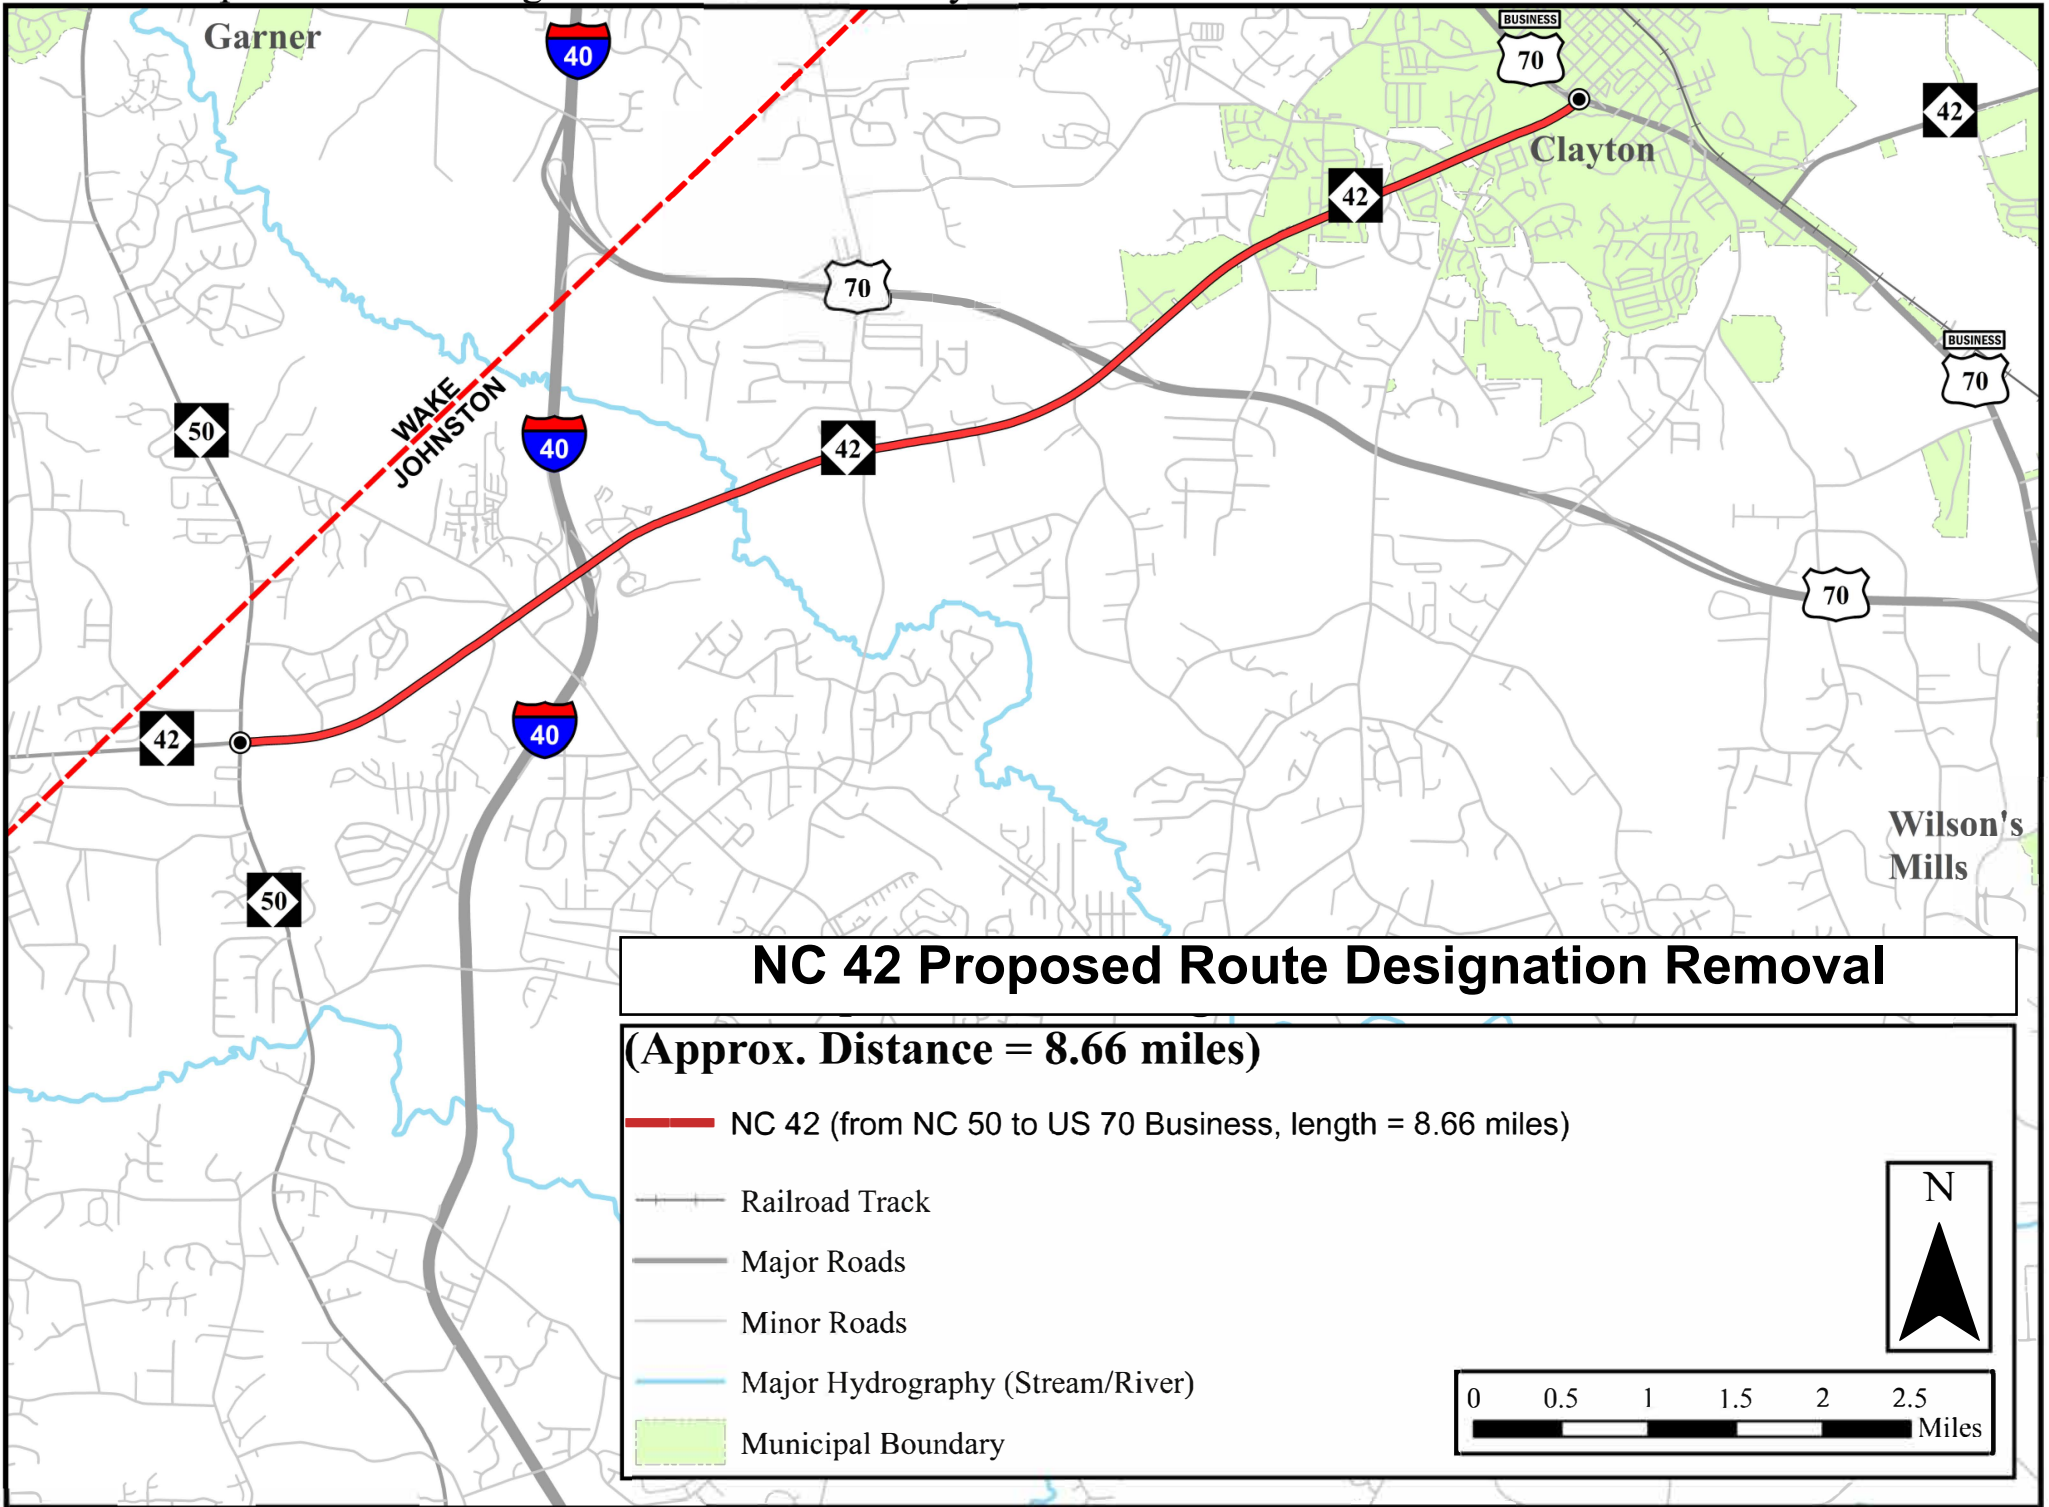 Garner
40
BUSINESS
70
42
Clayton
42
70
BUSINESS
70
WAKE
JOHNSTON
50
40
42
70
42
40
50
Wilson's
Mills
NC 42 Proposed Route Designation Removal
(Approx. Distance = 8.66 miles)
NC 42 (from NC 50 to US 70 Business, length = 8.66 miles)
Railroad Track
Major Roads
Minor Roads
Major Hydrography (Stream/River)
Municipal Boundary
N
0 0.5 1 1.5 2 2.5
Miles